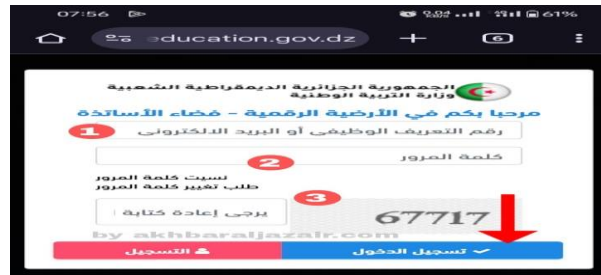 07:56 61%
education.gov.dz 6
الجمهورية الجزائرية الديمقراطية الشعبية
وزارة التربية الوطنية
مرحبا بكم في الأرضية الرقمية - فضاء الأساتذة
1 رقم التعريف الوظيفي أو البريد الالكتروني
2 كلمة المرور
نسيت كلمة المرور
طلب تغيير كلمة المرور
3
يرجى إعادة كتابة
67717
by akhbaraljazair.com
تسجيل الدخول
التسجيل